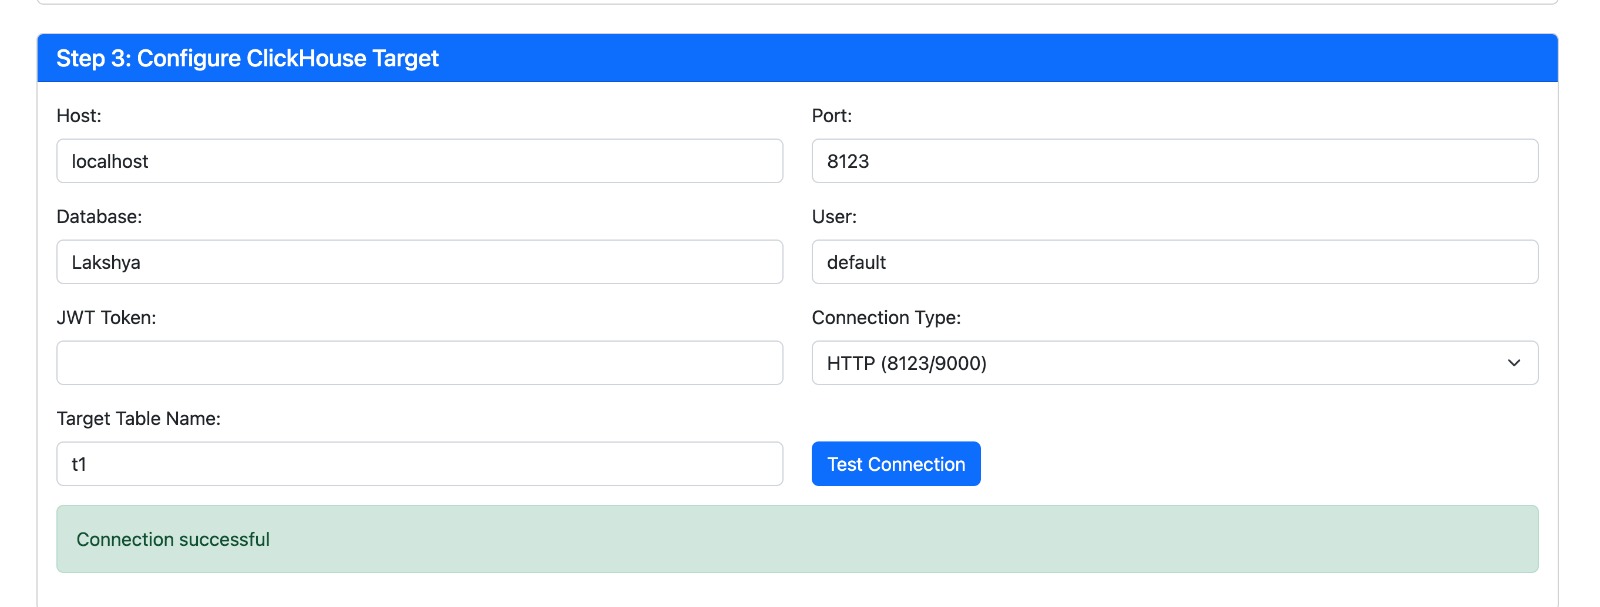 Step 3: Configure ClickHouse Target
Host:
Port:
localhost
8123
Database:
User:
Lakshya
default
JWT Token:
Connection Type:
HTTP (8123/9000)
Target Table Name:
t1
Test Connection
Connection successful